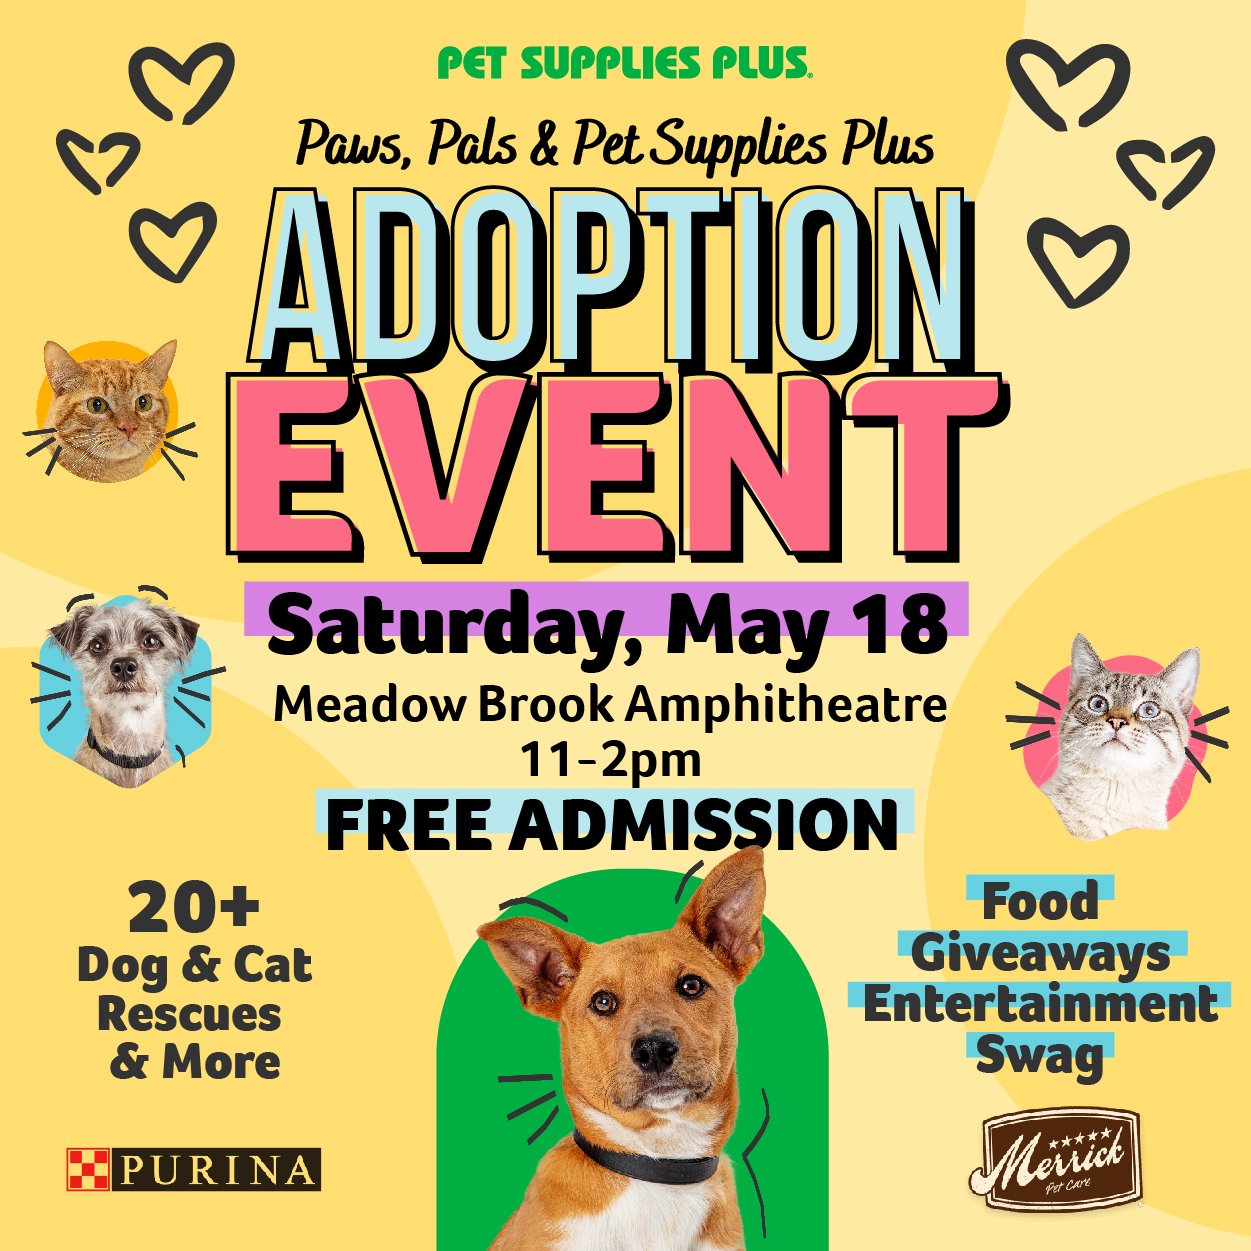 PET SUPPLIES PLUS®
Paws, Pals & Pet Supplies Plus
ADOPTION
EVENT
Saturday, May 18
Meadow Brook Amphitheatre
11-2pm
FREE ADMISSION
20+
Dog & Cat
Rescues
& More
Food
Giveaways
Entertainment
Swag
PURINA
Merrick
Pet Care